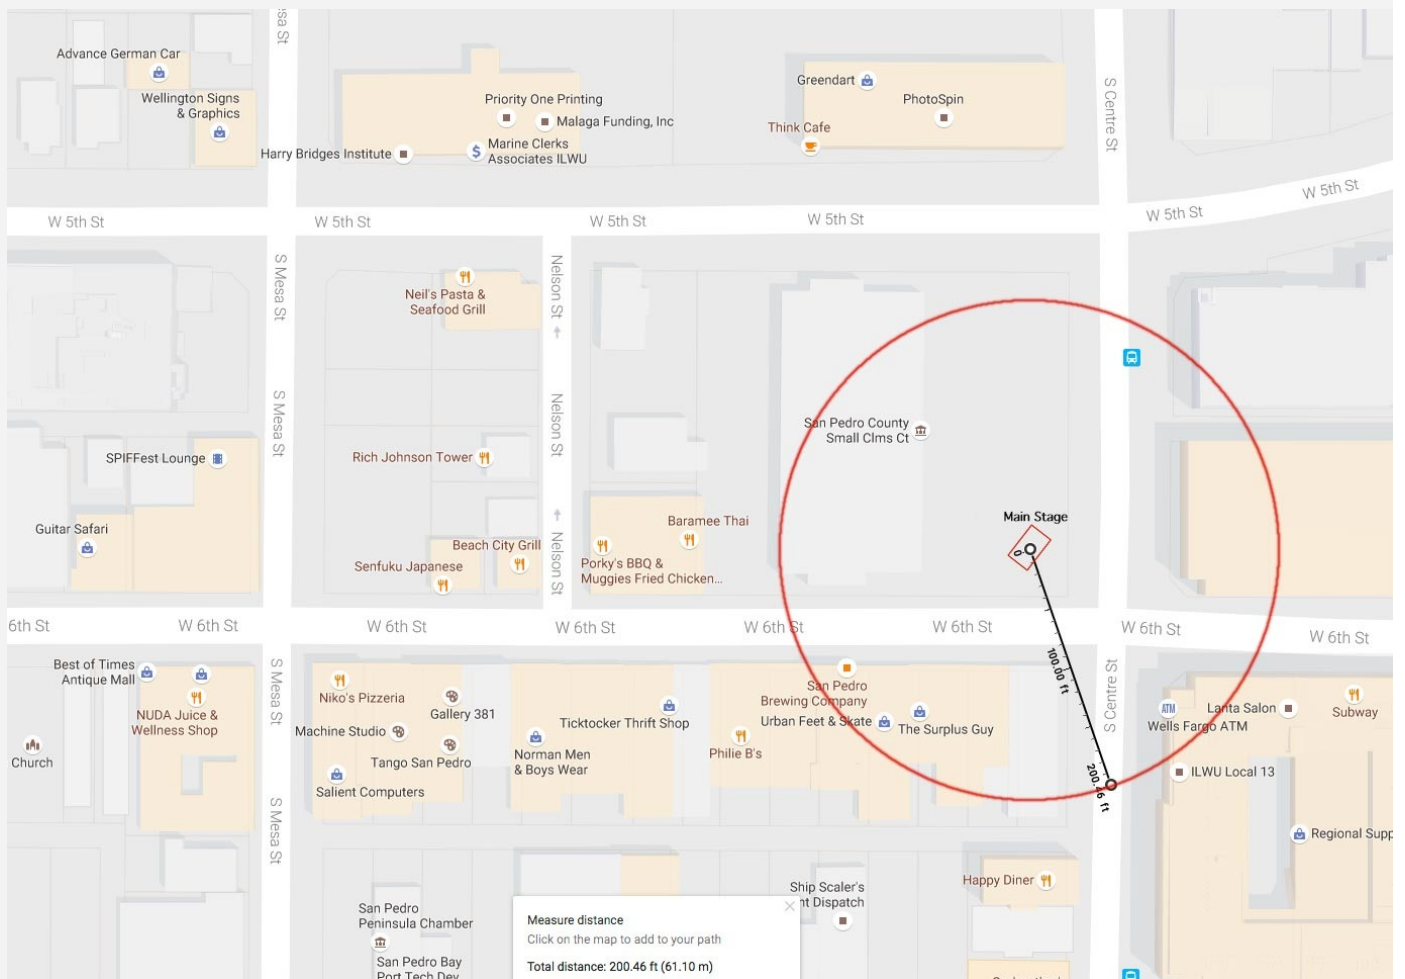 sa St
Advance German Car
Wellington Signs
& Graphics
Harry Bridges Institute
Priority One Printing
Malaga Funding, Inc
Marine Clerks
Associates ILWU
Greendart
PhotoSpin
Think Cafe
S Centre St
W 5th St
W 5th St
W 5th St
W 5th St
W 5th St
W 5th St
S Mesa St
Nelson St
Neil's Pasta &
Seafood Grill
S Mesa St
Nelson St
San Pedro County
Small Clms Ct
SPIFFest Lounge
Rich Johnson Tower
Guitar Safari
Main Stage
Baramee Thai
Beach City Grill
Nelson St
Senfuku Japanese
Porky's BBQ &
Muggies Fried Chicken...
0
6th St
W 6th St
W 6th St
W 6th St
W 6th St
W 6th St
W 6th St
W 6th St
100.00 ft
Best of Times
Antique Mall
S Mesa St
S Centre St
NUDA Juice &
Wellness Shop
Niko's Pizzeria
Gallery 381
Machine Studio
Tango San Pedro
Salient Computers
Ticktocker Thrift Shop
Norman Men
& Boys Wear
Philie B's
San Pedro
Brewing Company
Urban Feet & Skate
The Surplus Guy
ATM
Wells Fargo ATM
Lanta Salon
Subway
Church
ILWU Local 13
200.46 ft
S Mesa St
Regional Supp
Happy Diner
Ship Scaler's
nt Dispatch
San Pedro
Peninsula Chamber
San Pedro Bay
Port Tech Dev
Measure distance
Click on the map to add to your path
Total distance: 200.46 ft (61.10 m)